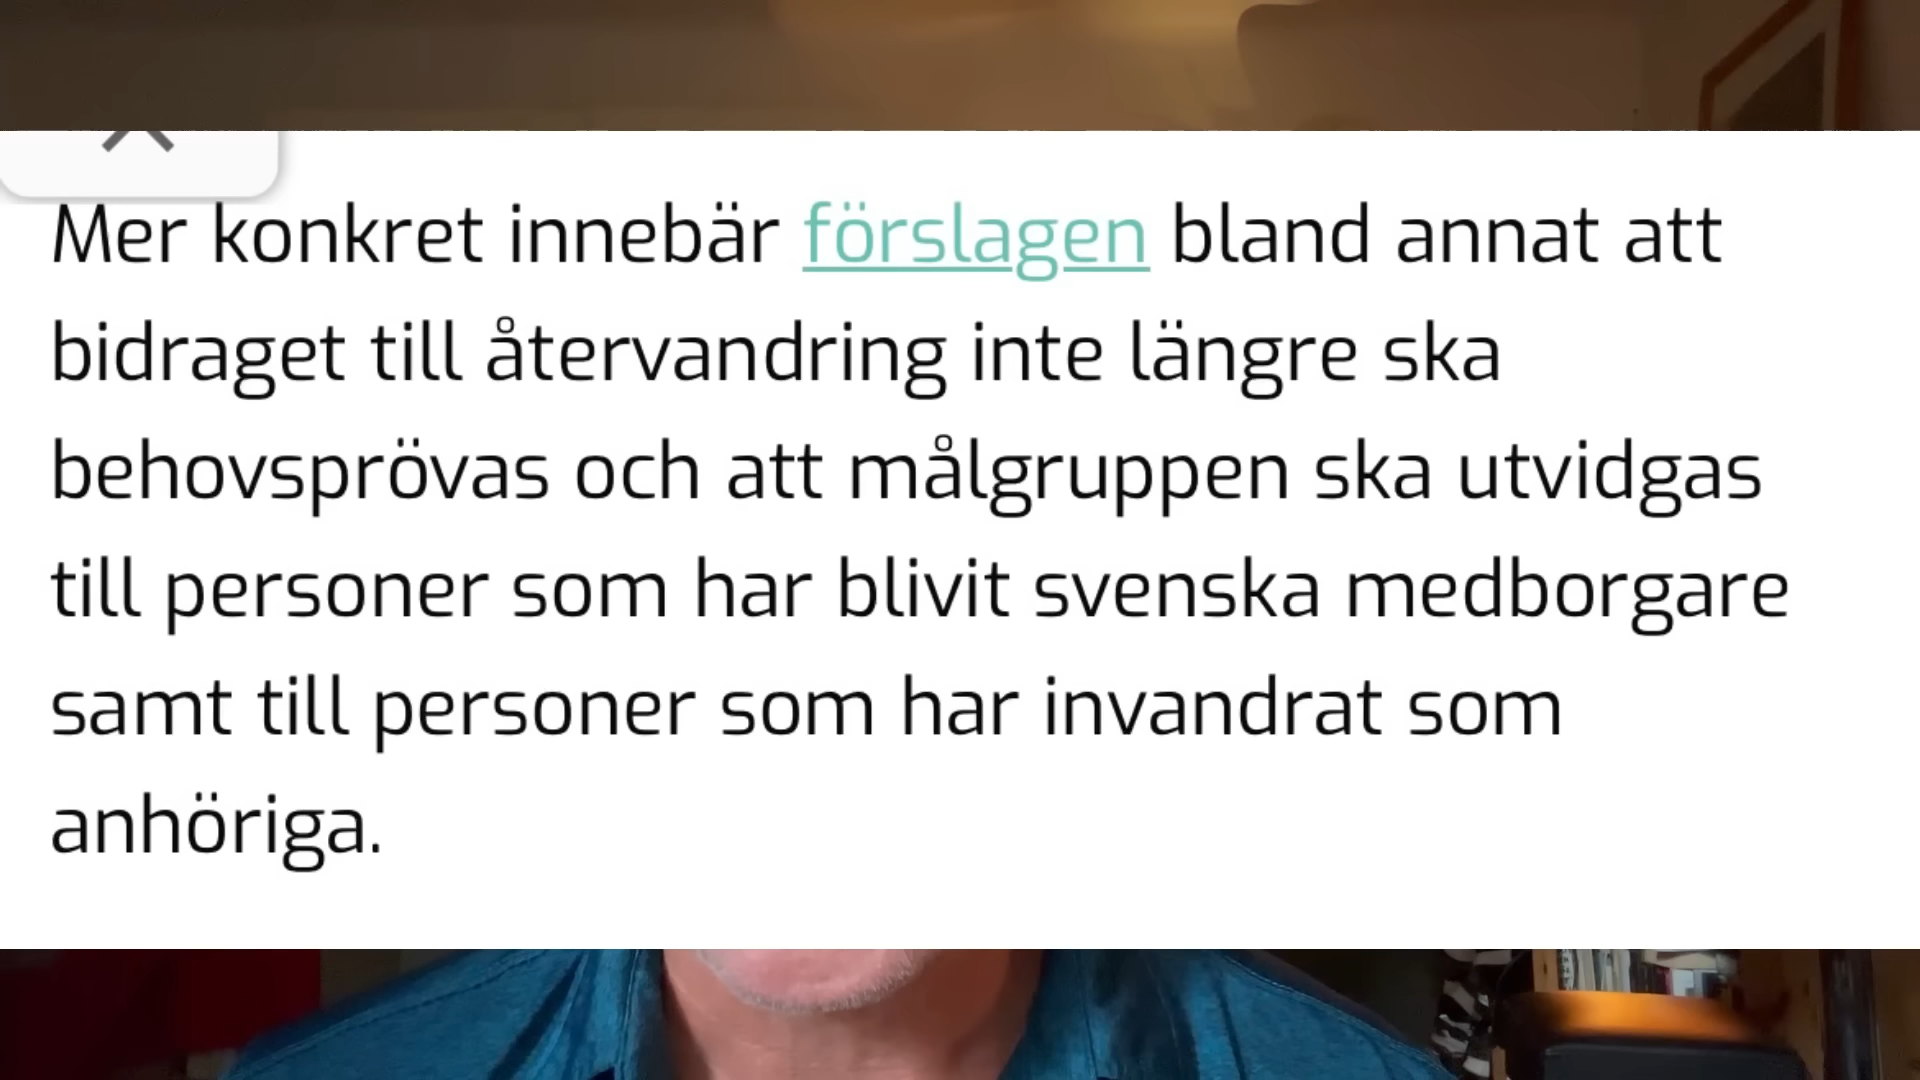 Mer konkret innebär förslagen bland annat att
bidraget till återvandring inte längre ska
behovsprövas och att målgruppen ska utvidgas
till personer som har blivit svenska medborgare
samt till personer som har invandrat som
anhöriga.